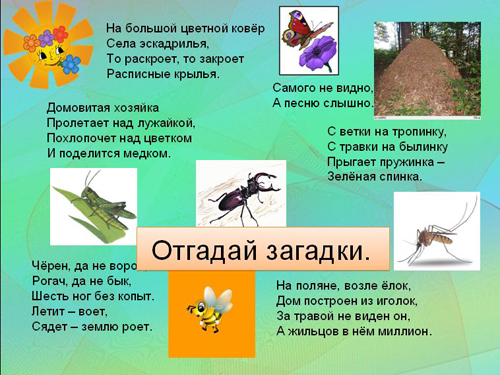 На большой цветной ковёр
Села эскадрилья,
То раскроет, то закроет
Расписные крылья.
Самого не видно,
А песню слышно.
Домовитая хозяйка
Пролетает над лужайкой,
Похлопочет над цветком
И поделится медком.
С ветки на тропинку,
С травки на былинку
Прыгает пружинка –
Зелёная спинка.
Отгадай загадки.
Чёрен, да не
Рогач, да не бык,
Шесть ног без копыт.
Летит – воет,
Сядет – землю роет.
На поляне, возле ёлок,
Дом построен из иголок,
За травой не виден он,
А жильцов в нём миллион.